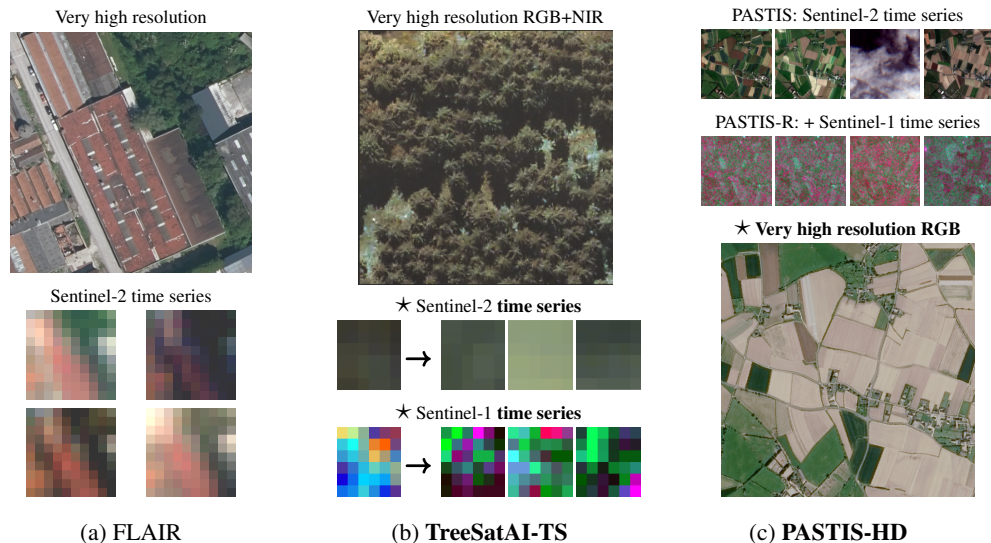 Very high resolution
Sentinel-2 time series
(a) FLAIR
Very high resolution RGB+NIR
★ Sentinel-2 time series
★ Sentinel-1 time series
(b) TreeSatAI-TS
PASTIS: Sentinel-2 time series
PASTIS-R: + Sentinel-1 time series
★ Very high resolution RGB
(c) PASTIS-HD